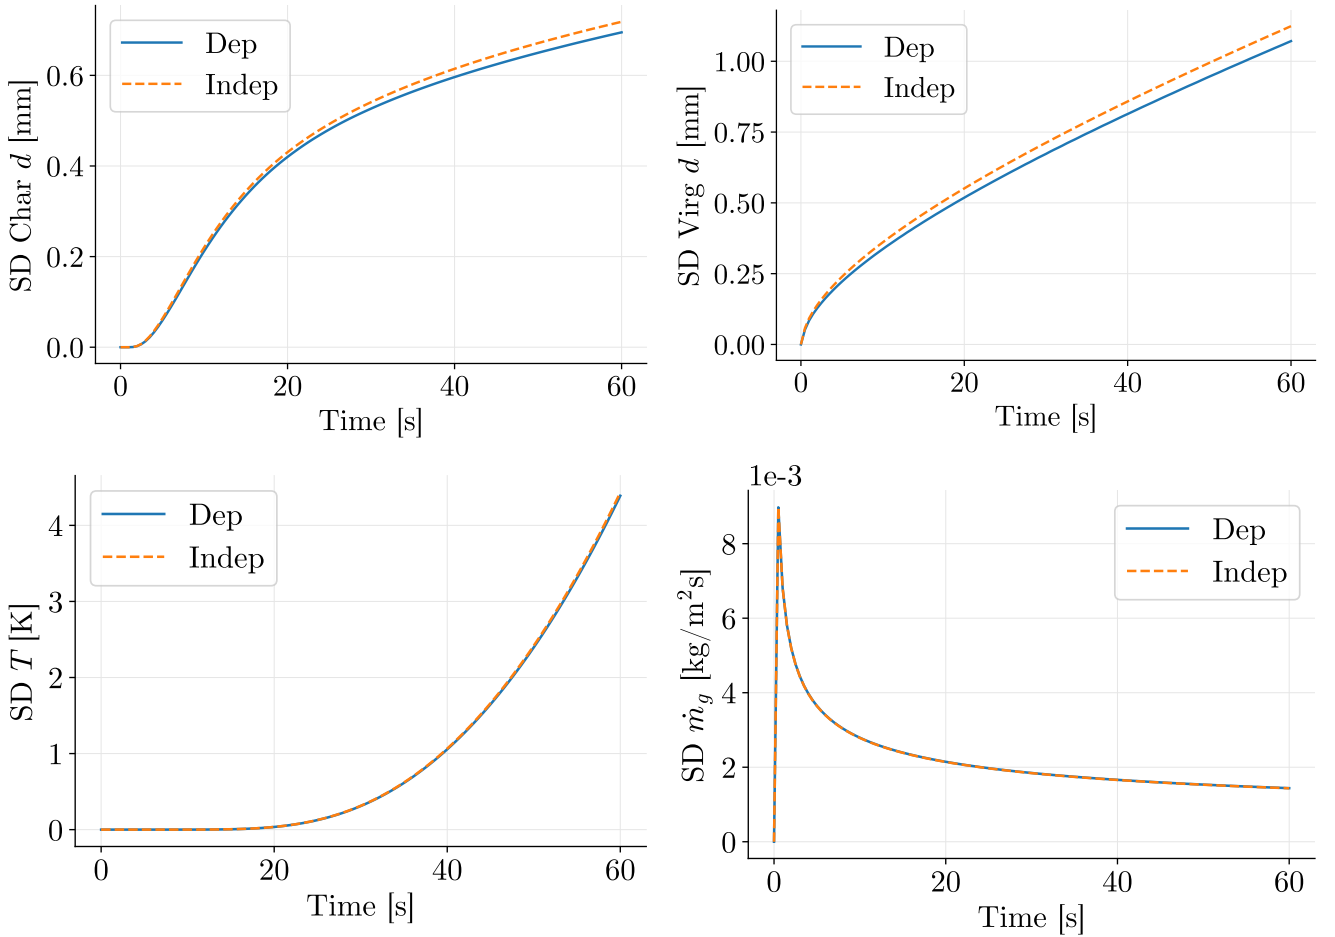 SD Char d [mm]
0.6
0.4
0.2
0.0
Dep
Indep
0 20 40 60
Time [s]
SD Virg d [mm]
1.00
0.75
0.50
0.25
0.00
Dep
Indep
0 20 40 60
Time [s]
SD T [K]
4
3
2
1
0
Dep
Indep
0 20 40 60
Time [s]
1e-3
SD ṁ_g [kg/m²s]
8
6
4
2
0
Dep
Indep
0 20 40 60
Time [s]